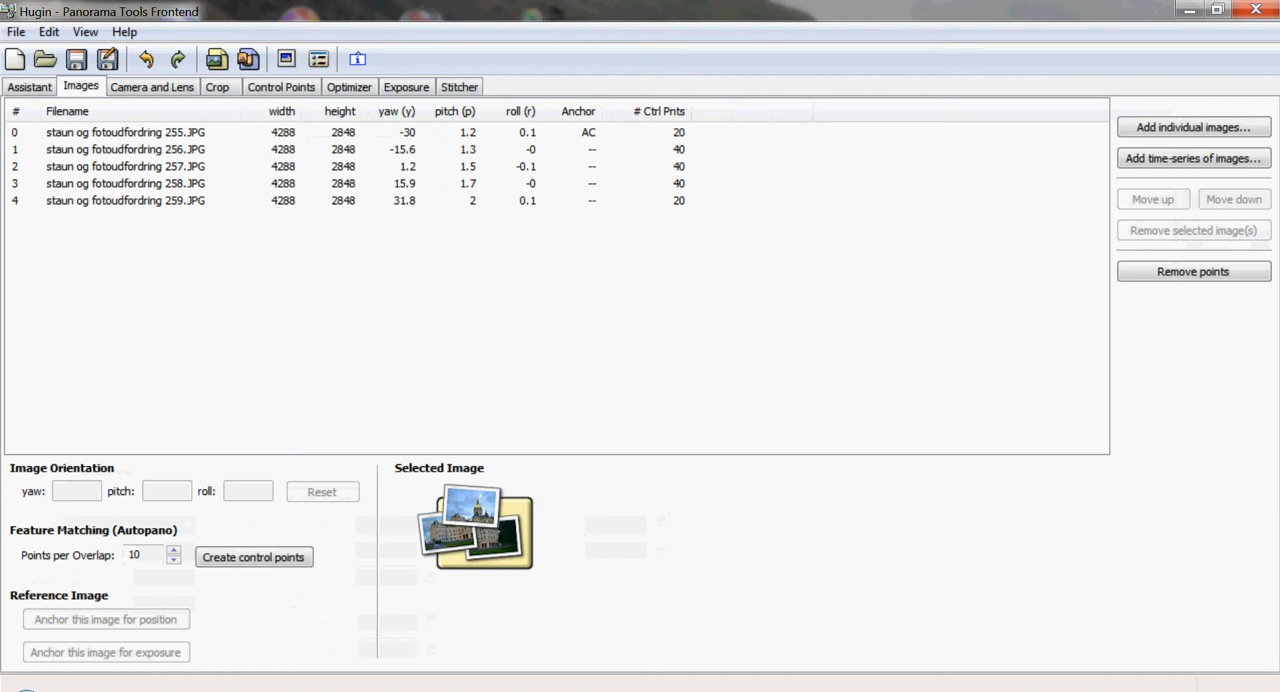 Hugin - Panorama Tools Frontend
File Edit View Help
Assistant Images Camera and Lens Crop Control Points Optimizer Exposure Stitcher
# Filename width height yaw (y) pitch (p) roll (r) Anchor # Ctrl Pnts
0 staun og fotoudfordring 255.JPG 4288 2848 -30 1.2 0.1 AC 20
1 staun og fotoudfordring 256.JPG 4288 2848 -15.6 1.3 -0 -- 40
2 staun og fotoudfordring 257.JPG 4288 2848 1.2 1.5 -0.1 -- 40
3 staun og fotoudfordring 258.JPG 4288 2848 15.9 1.7 -0 -- 40
4 staun og fotoudfordring 259.JPG 4288 2848 31.8 2 0.1 -- 20
Add individual images...
Add time-series of images...
Move up Move down
Remove selected image(s)
Remove points
Image Orientation
yaw: pitch: roll: Reset
Feature Matching (Autopano)
Points per Overlap: 10 Create control points
Reference Image
Anchor this image for position
Anchor this image for exposure
Selected Image